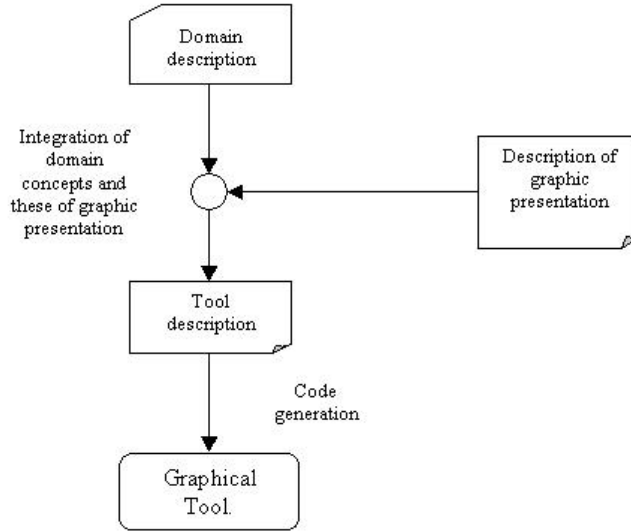 Domain
description
Integration of
domain
concepts and
these of graphic
presentation
Description of
graphic
presentation
Tool
description
Code
generation
Graphical
Tool.